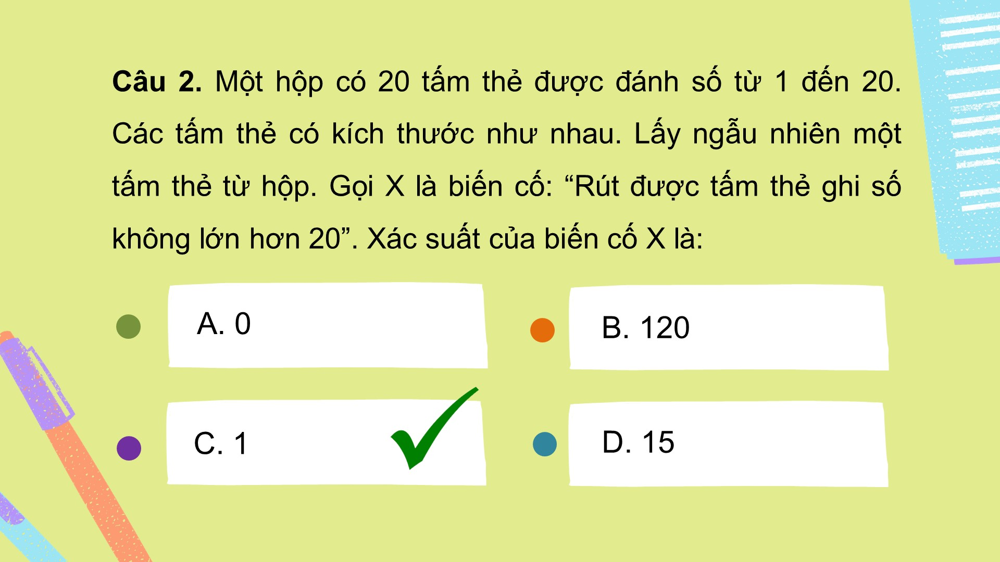 Câu 2. Một hộp có 20 tấm thẻ được đánh số từ 1 đến 20.
Các tấm thẻ có kích thước như nhau. Lấy ngẫu nhiên một
tấm thẻ từ hộp. Gọi X là biến cố: “Rút được tấm thẻ ghi số
không lớn hơn 20”. Xác suất của biến cố X là:
A. 0
B. 120
C. 1
D. 15